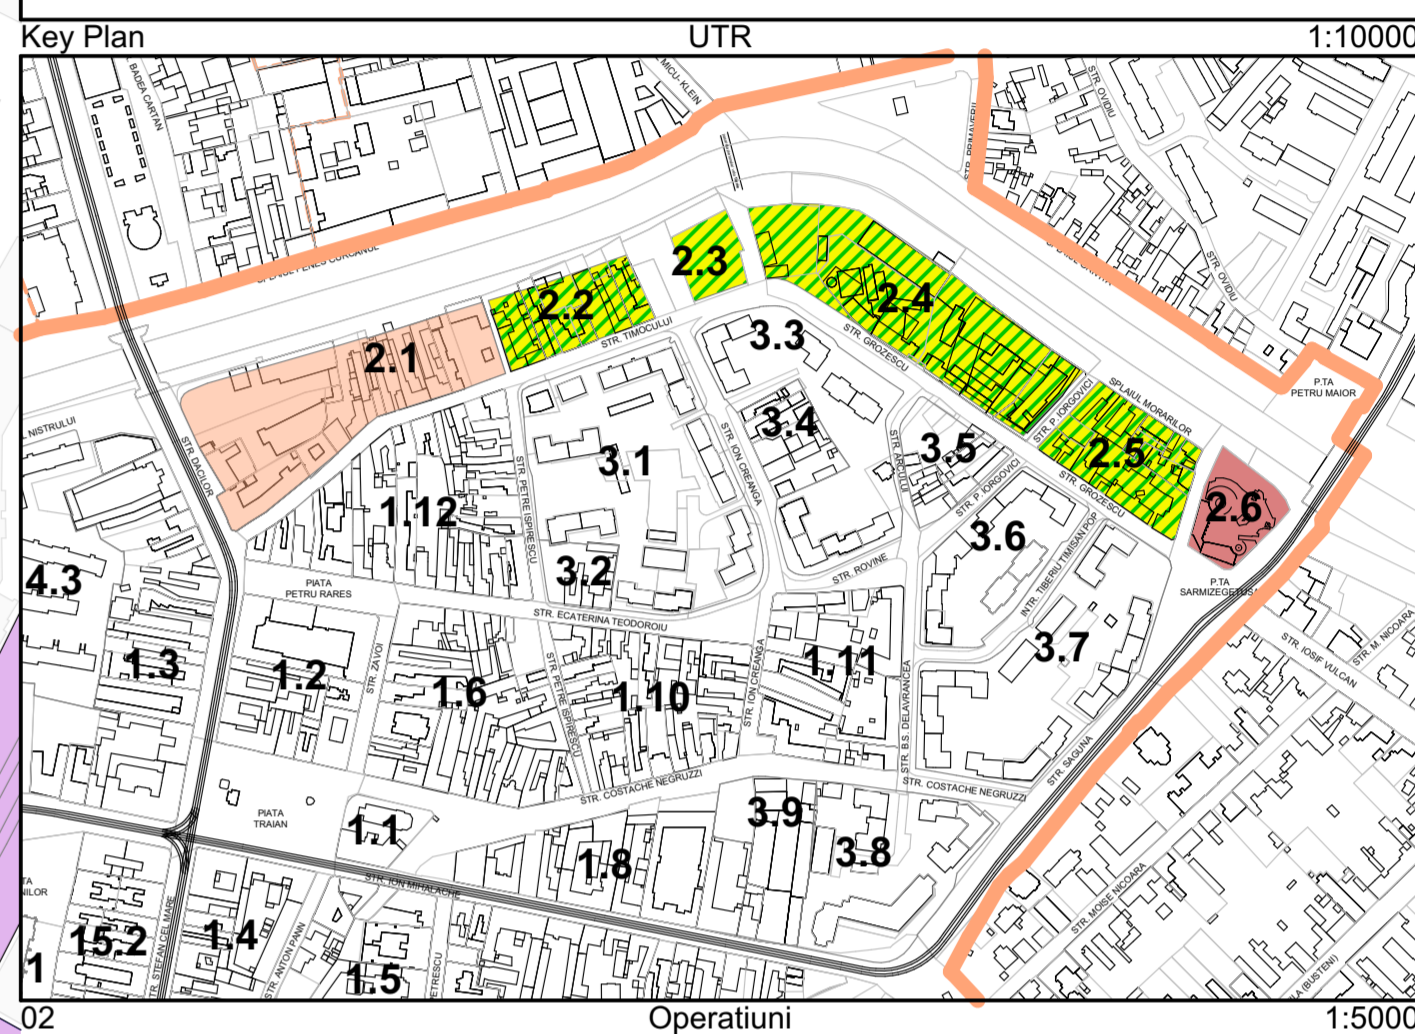 Key Plan UTR 1:10000
BADEA CARTAN
MICU-KLEIN
STR. PRIMAVERII
STR. OVIDIU
STR. OVIDIU
2.3
2.2
2.4
STR. TIMOCULUI
3.3
STR. GROZESCU
2.1
P.TA
PETRU MAIOR
SPLAIUL MORARILOR
STR. P. IORGOVICI
NISTRULUI
STR. DACILOR
3.4
3.5
2.5
3.1
STR. PETRE ISPIRESCU
STR. ION CREANGA
STR. ARCULUI
STR. P. IORGOVICI
STR. GROZESCU
2.6
1.12
3.6
INTR. TIBERIU TIMISAN POP
4.3
PIATA
PETRU RARES
3.2
STR. ROVINE
P.TA
SARMIZEGETUSA
STR. ECATERINA TEODOROIU
STR. IOSIF VULCAN
STR. M. NICOARA
1.3
1.2
STR. ZAVOI
1.6
STR. PETRE ISPIRESCU
1.10
STR. ION CREANGA
1.11
STR. B.S. DELAVRANCEA
3.7
STR. SAGUNA
STR. COSTACHE NEGRUZZI
STR. COSTACHE NEGRUZZI
PIATA
TRAIAN
1.1
3.9
3.8
1.8
STR. ION MIHALACHE
STR. MOISE NICOARA
15.2
STR. STEFAN CEL MARE
1.4
STR. ANTON PANN
1.5
1
02 Operatiuni 1:5000